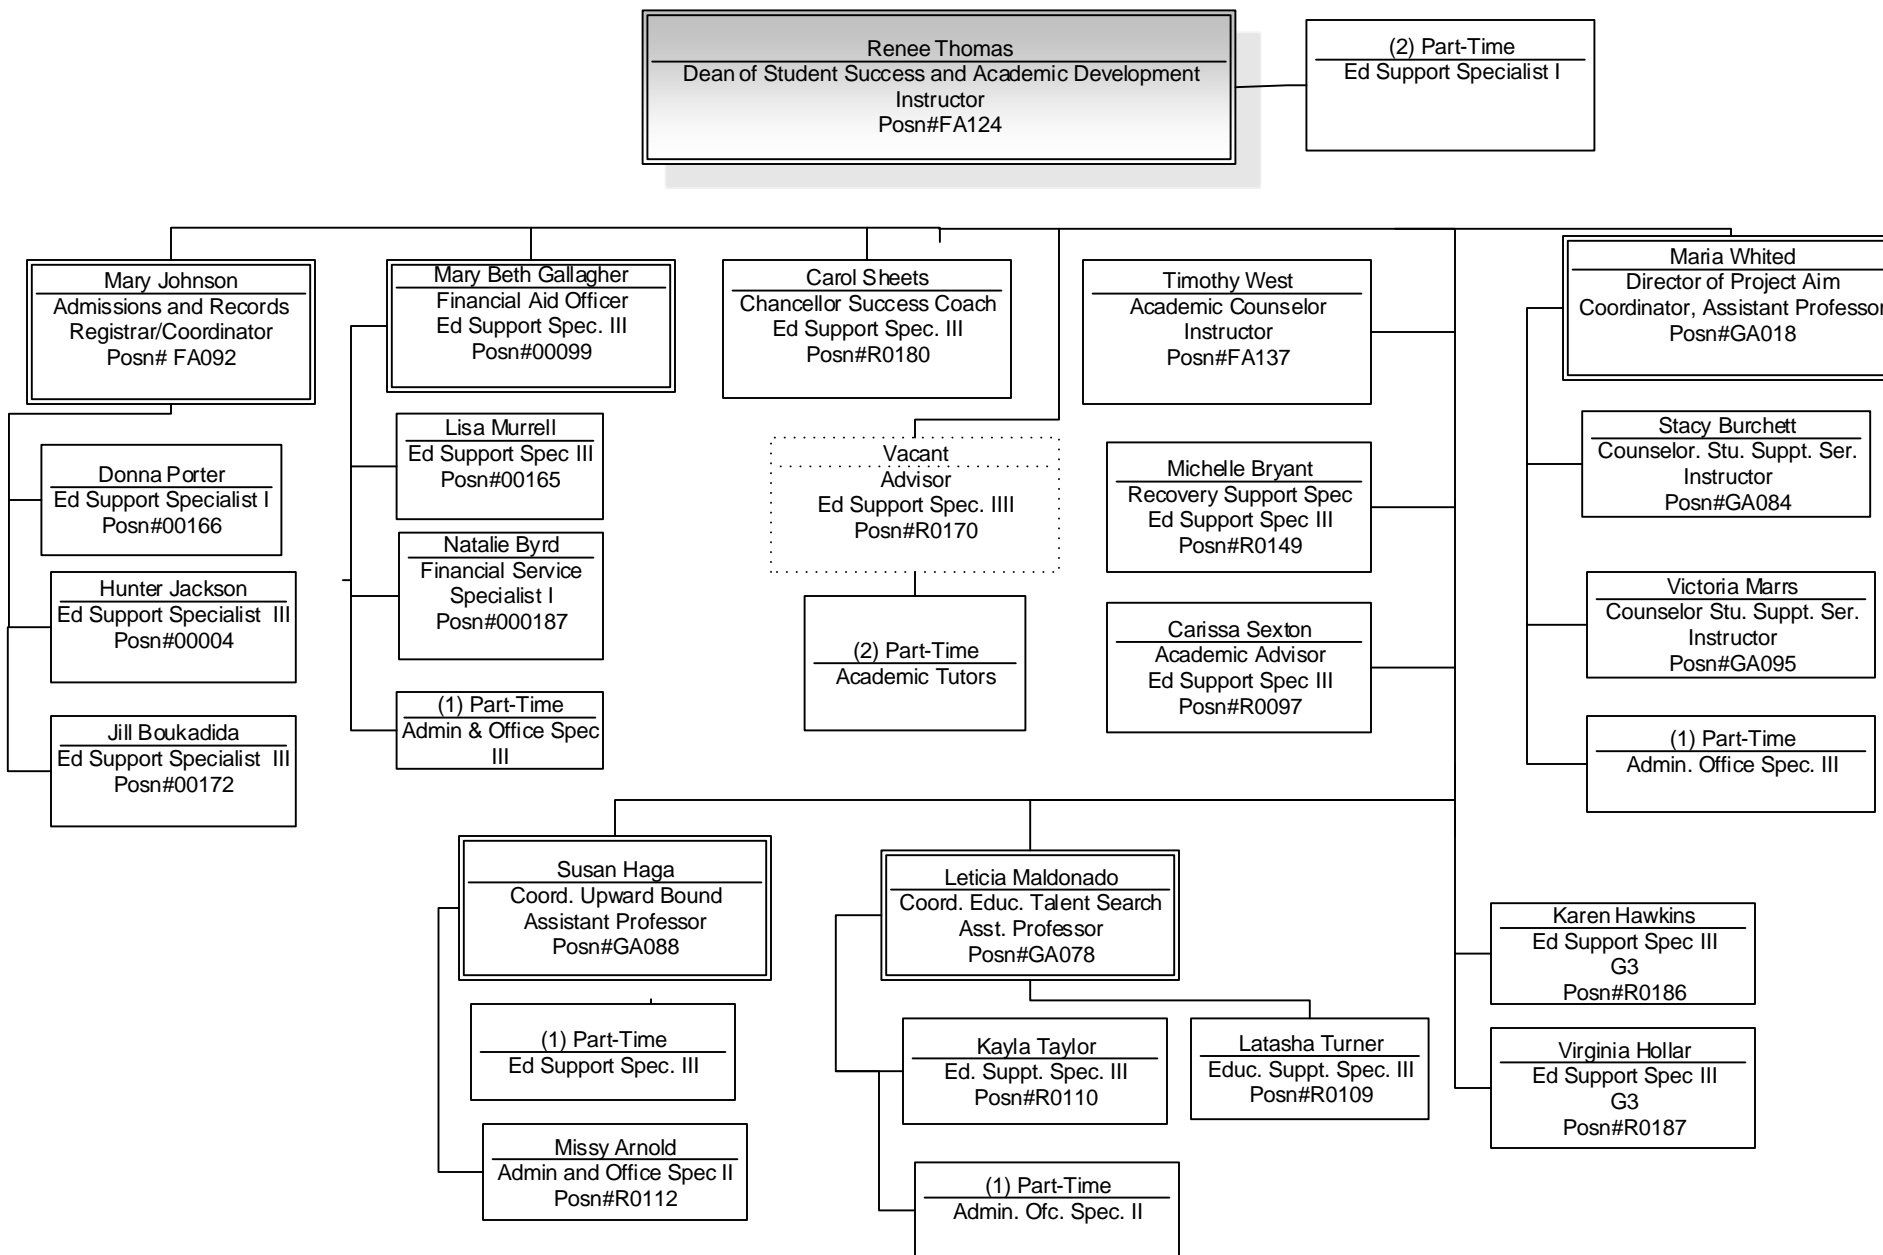 Renee Thomas
Dean of Student Success and Academic Development
Instructor
Posn#FA124
(2) Part-Time
Ed Support Specialist I
Mary Johnson
Admissions and Records
Registrar/Coordinator
Posn# FA092
Donna Porter
Ed Support Specialist I
Posn#00166
Hunter Jackson
Ed Support Specialist III
Posn#00004
Jill Boukadida
Ed Support Specialist III
Posn#00172
Mary Beth Gallagher
Financial Aid Officer
Ed Support Spec. III
Posn#00099
Lisa Murrell
Ed Support Spec III
Posn#00165
Natalie Byrd
Financial Service
Specialist I
Posn#000187
(1) Part-Time
Admin & Office Spec
III
Carol Sheets
Chancellor Success Coach
Ed Support Spec. III
Posn#R0180
Vacant
Advisor
Ed Support Spec. IIII
Posn#R0170
(2) Part-Time
Academic Tutors
Timothy West
Academic Counselor
Instructor
Posn#FA137
Michelle Bryant
Recovery Support Spec
Ed Support Spec III
Posn#R0149
Carissa Sexton
Academic Advisor
Ed Support Spec III
Posn#R0097
Maria Whited
Director of Project Aim
Coordinator, Assistant Professor
Posn#GA018
Stacy Burchett
Counselor. Stu. Suppt. Ser.
Instructor
Posn#GA084
Victoria Marrs
Counselor Stu. Suppt. Ser.
Instructor
Posn#GA095
(1) Part-Time
Admin. Office Spec. III
Susan Haga
Coord. Upward Bound
Assistant Professor
Posn#GA088
(1) Part-Time
Ed Support Spec. III
Missy Arnold
Admin and Office Spec II
Posn#R0112
Leticia Maldonado
Coord. Educ. Talent Search
Asst. Professor
Posn#GA078
Kayla Taylor
Ed. Suppt. Spec. III
Posn#R0110
Latasha Turner
Educ. Suppt. Spec. III
Posn#R0109
(1) Part-Time
Admin. Ofc. Spec. II
Karen Hawkins
Ed Support Spec III
G3
Posn#R0186
Virginia Hollar
Ed Support Spec III
G3
Posn#R0187